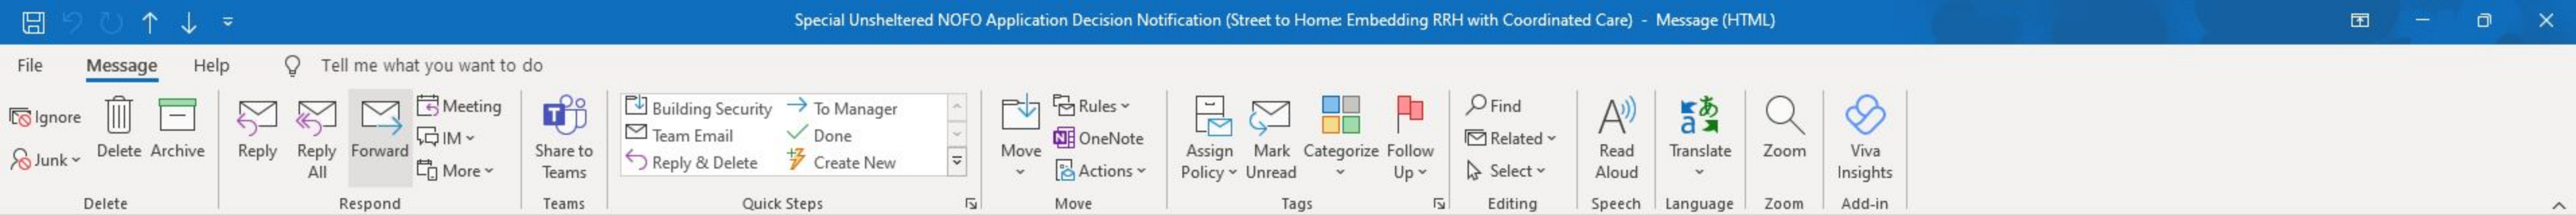 Special Unsheltered NOFO Application Decision Notification (Street to Home: Embedding RRH with Coordinated Care) - Message (HTML)
File Message Help Tell me what you want to do
Ignore
Junk
Delete
Archive
Delete
Reply
Reply All
Forward
Meeting
IM
More
Respond
Share to Teams
Teams
Building Security
Team Email
Reply & Delete
To Manager
Done
Create New
Quick Steps
Move
Rules
OneNote
Actions
Move
Assign Policy
Mark Unread
Categorize
Follow Up
Tags
Find
Related
Select
Editing
Read Aloud
Speech
Translate
Language
Zoom
Zoom
Viva Insights
Add-in